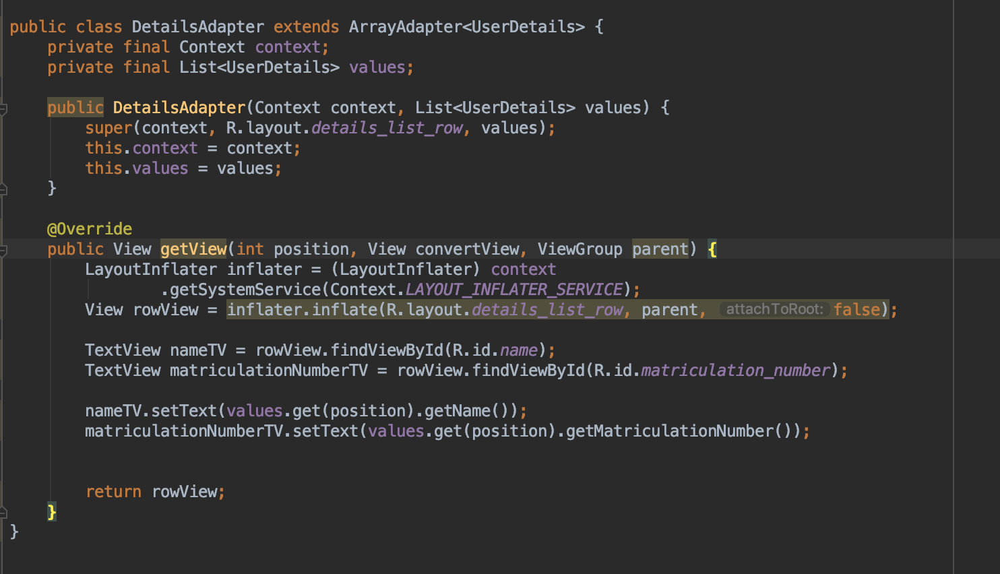 public class DetailsAdapter extends ArrayAdapter<UserDetails> {
private final Context context;
private final List<UserDetails> values;
public DetailsAdapter(Context context, List<UserDetails> values) {
super(context, R.layout.details_list_row, values);
this.context = context;
this.values = values;
}
@Override
public View getView(int position, View convertView, ViewGroup parent) {
LayoutInflater inflater = (LayoutInflater) context
.getSystemService(Context.LAYOUT_INFLATER_SERVICE);
View rowView = inflater.inflate(R.layout.details_list_row, parent, attachToRoot: false);
TextView nameTV = rowView.findViewById(R.id.name);
TextView matriculationNumberTV = rowView.findViewById(R.id.matriculation_number);
nameTV.setText(values.get(position).getName());
matriculationNumberTV.setText(values.get(position).getMatriculationNumber());
return rowView;
}
}